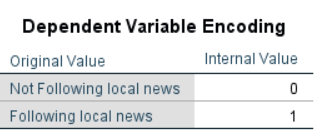 Dependent Variable Encoding
Original Value Internal Value
Not Following local news 0
Following local news 1